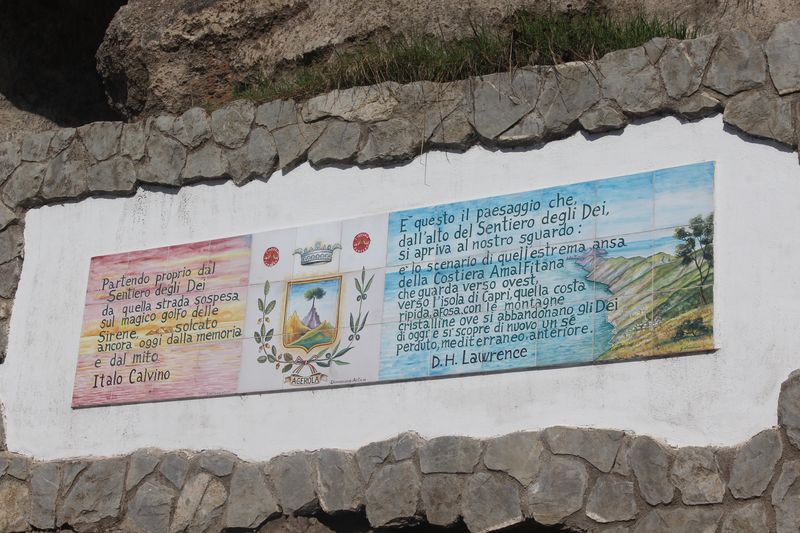 Partendo proprio dal
Sentiero degli Dei
da quella strada sospesa
sul magico golfo delle
Sirene, solcato
ancora oggi dalla memoria
e dal mito
Italo Calvino
AGEROLA
E' questo il paesaggio che,
dall'alto del Sentiero degli Dei,
si apriva al nostro sguardo:
e' lo scenario di quell'estrema ansa
della Costiera Amalfitana
che guarda verso ovest,
verso l'isola di Capri, quella costa
ripida, afosa, con le montagne
cristalline ove si abbandonano gli Dei
di oggi e si scopre di nuovo un sè
perduto, mediterraneo, anteriore.
D.H. Lawrence